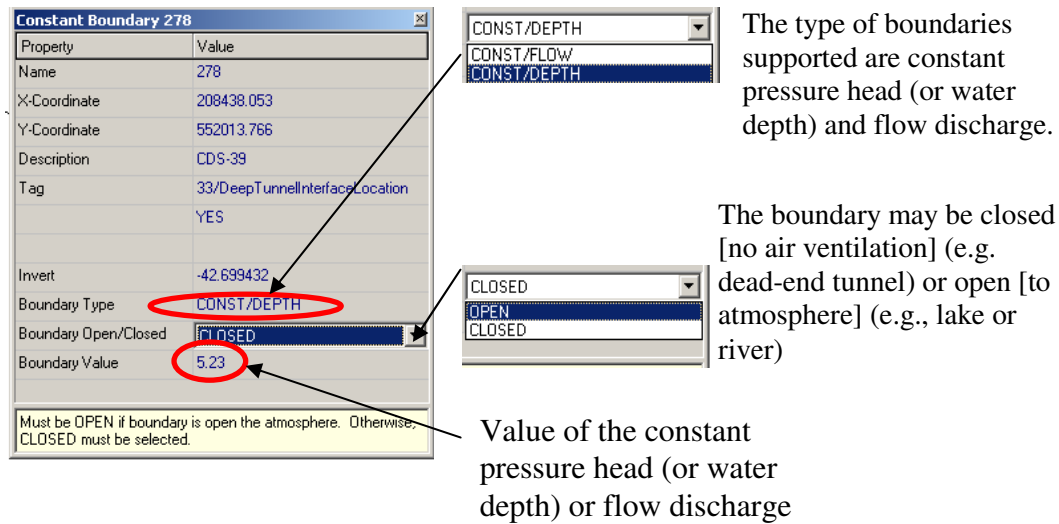 Constant Boundary 278
Property Value
Name 278
X-Coordinate 208438.053
Y-Coordinate 552013.766
Description CDS-39
Tag 33/DeepTunnelInterfaceLocation
YES
Invert -42.699432
Boundary Type CONST/DEPTH
Boundary Open/Closed CLOSED
Boundary Value 5.23
Must be OPEN if boundary is open the atmosphere. Otherwise,
CLOSED must be selected.
CONST/DEPTH
CONST/FLOW
CONST/DEPTH
The type of boundaries
supported are constant
pressure head (or water
depth) and flow discharge.
CLOSED
OPEN
CLOSED
The boundary may be closed
[no air ventilation] (e.g.
dead-end tunnel) or open [to
atmosphere] (e.g., lake or
river)
Value of the constant
pressure head (or water
depth) or flow discharge